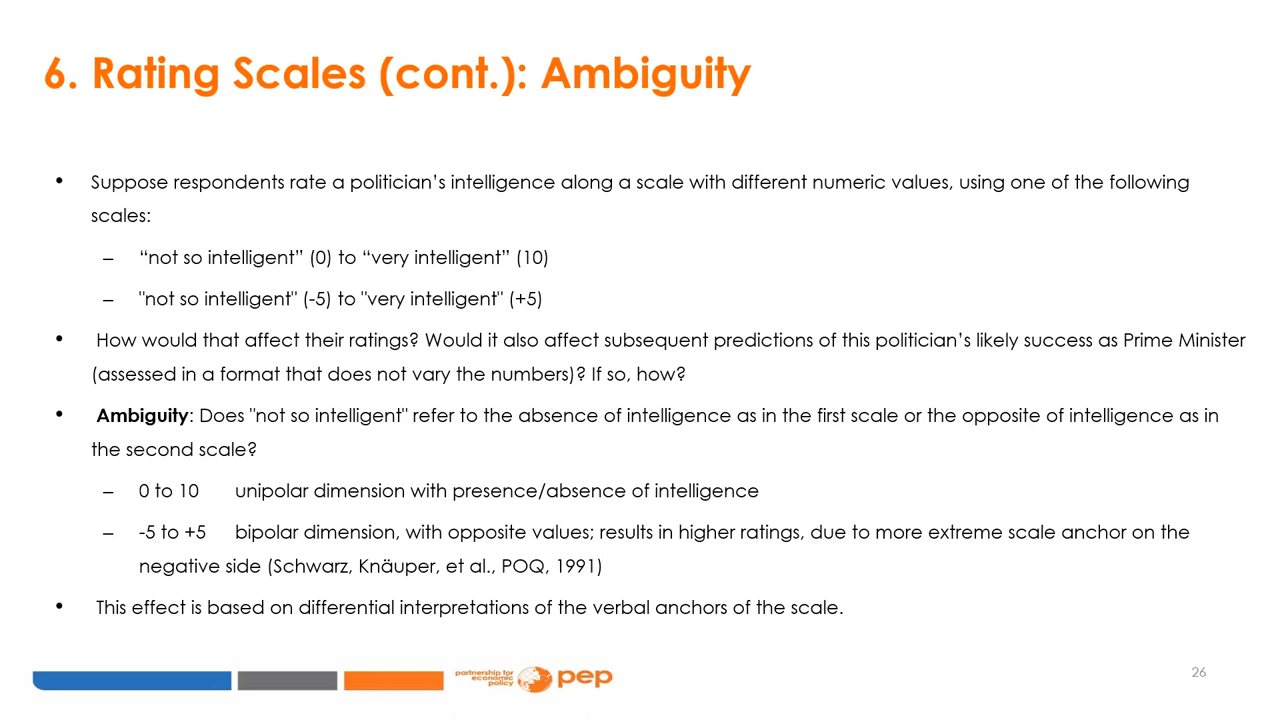 6. Rating Scales (cont.): Ambiguity
• Suppose respondents rate a politician’s intelligence along a scale with different numeric values, using one of the following
scales:
– “not so intelligent” (0) to “very intelligent” (10)
– "not so intelligent" (-5) to "very intelligent" (+5)
• How would that affect their ratings? Would it also affect subsequent predictions of this politician’s likely success as Prime Minister
(assessed in a format that does not vary the numbers)? If so, how?
• Ambiguity: Does "not so intelligent" refer to the absence of intelligence as in the first scale or the opposite of intelligence as in
the second scale?
– 0 to 10 unipolar dimension with presence/absence of intelligence
– -5 to +5 bipolar dimension, with opposite values; results in higher ratings, due to more extreme scale anchor on the
negative side (Schwarz, Knäuper, et al., POQ, 1991)
• This effect is based on differential interpretations of the verbal anchors of the scale.
partnership for
economic
policy
pep
26